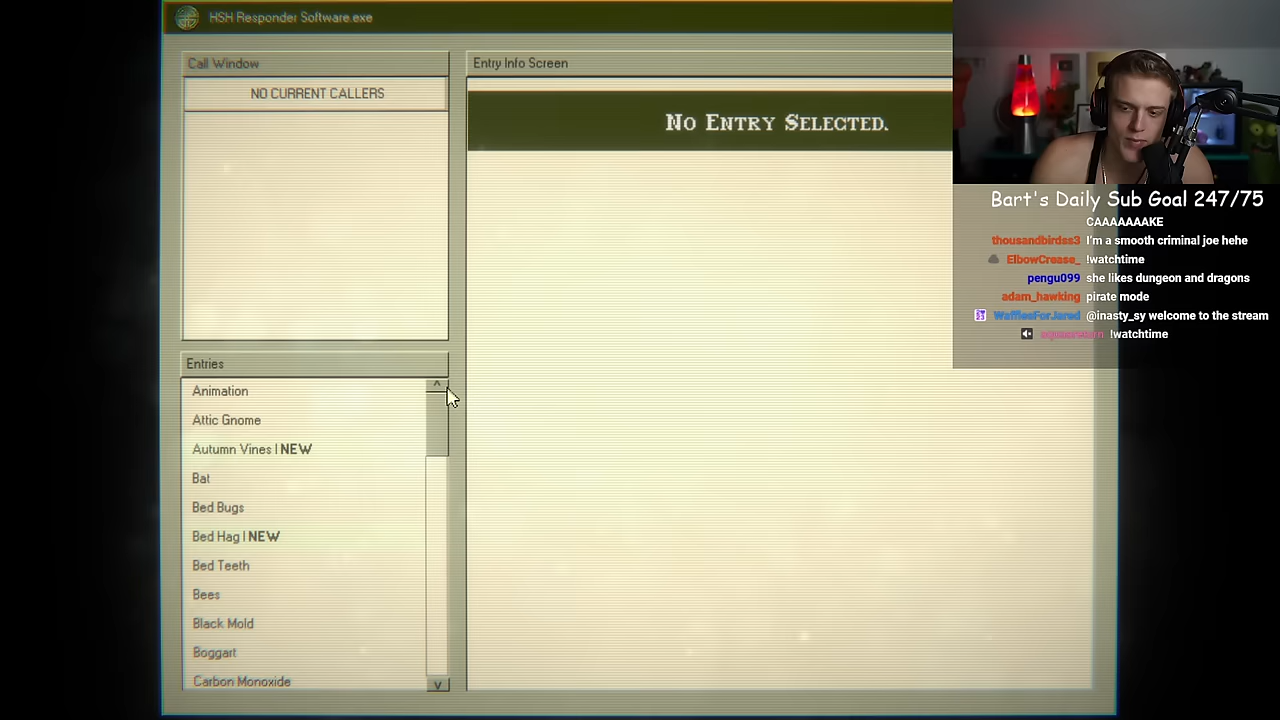 HSH Responder Software.exe
Call Window
NO CURRENT CALLERS
Entries
Animation
Attic Gnome
Autumn Vines | NEW
Bat
Bed Bugs
Bed Hag | NEW
Bed Teeth
Bees
Black Mold
Boggart
Carbon Monoxide
Entry Info Screen
No Entry Selected.
Bart's Daily Sub Goal 247/75
CAAAAAAAKE
thousandbirdss3 I'm a smooth criminal joe hehe
ElbowCrease_ !watchtime
pengu099 she likes dungeon and dragons
adam_hawking pirate mode
WafflesForJared @inasty_sy welcome to the stream
!watchtime